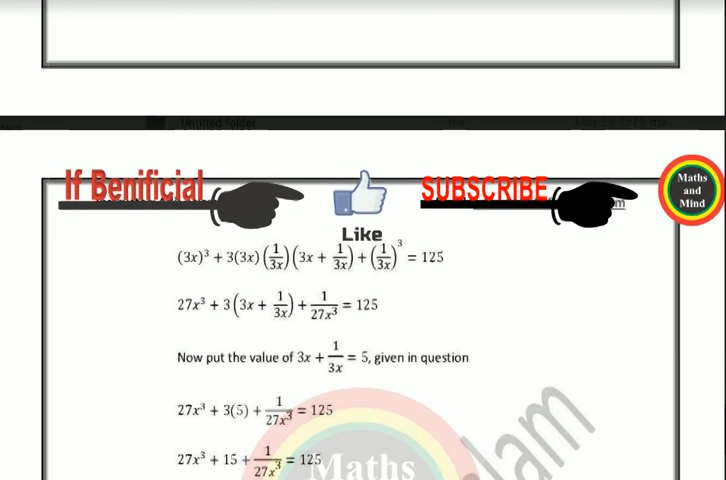 Untitled folder
If Benificial
SUBSCRIBE
Maths
and
Mind
m
Like
(3x)³ + 3(3x)(1/3x)(3x + 1/3x) + (1/3x)³ = 125
27x³ + 3(3x + 1/3x) + 1/27x³ = 125
Now put the value of 3x + 1/3x = 5, given in question
27x³ + 3(5) + 1/27x³ = 125
27x³ + 15 + 1/27x³ = 125
Maths